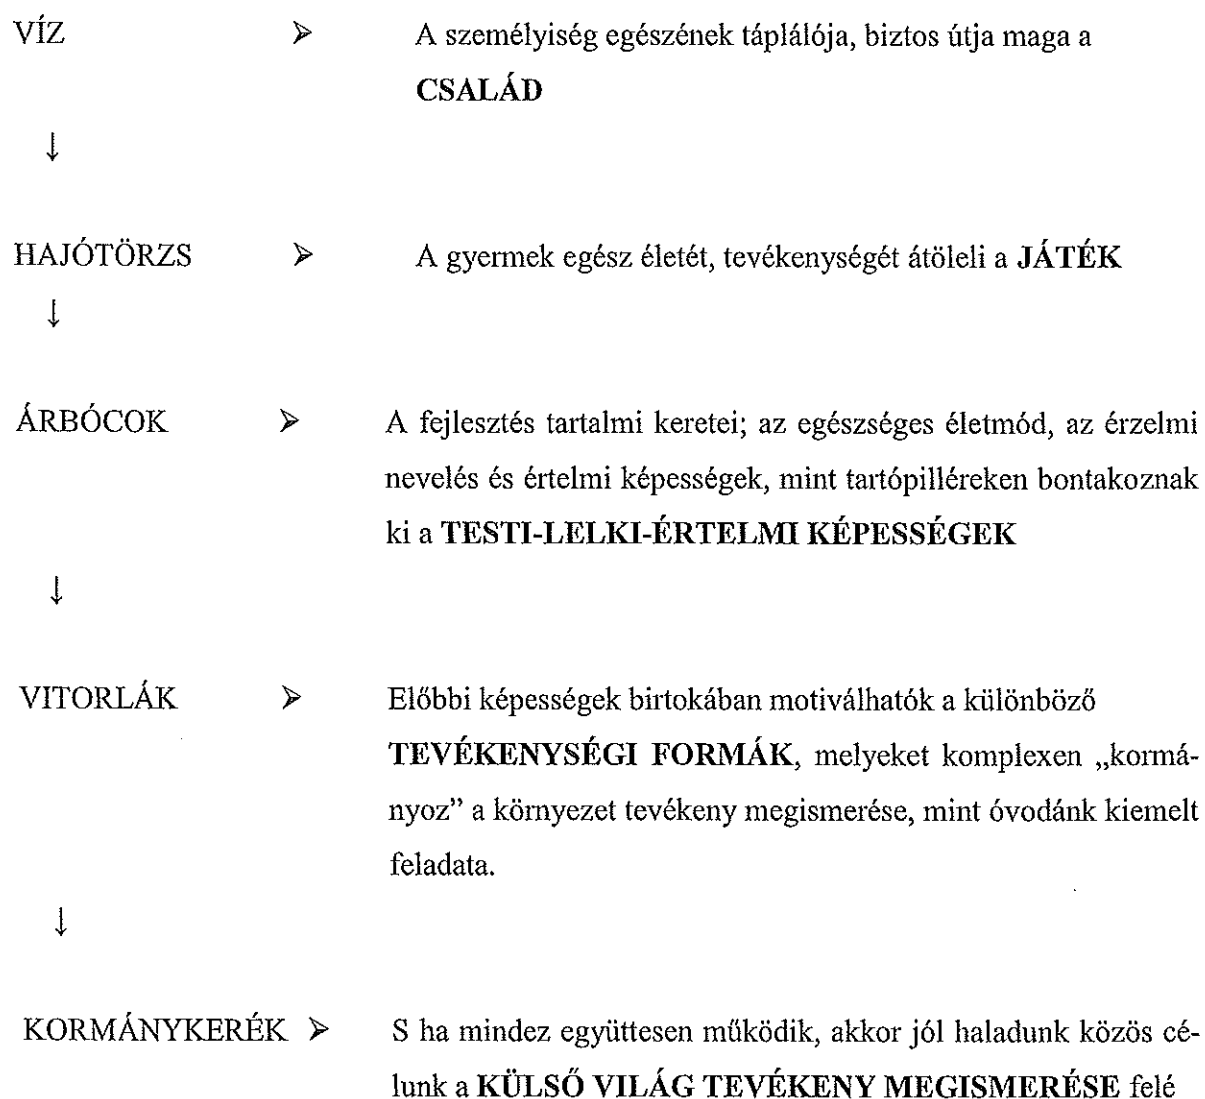 VÍZ ➢ A személyiség egészének táplálója, biztos útja maga a
CSALÁD
↓
HAJÓTÖRZS ➢ A gyermek egész életét, tevékenységét átöleli a JÁTÉK
↓
ÁRBÓCOK ➢ A fejlesztés tartalmi keretei; az egészséges életmód, az érzelmi
nevelés és értelmi képességek, mint tartópilléreken bontakoznak
ki a TESTI-LELKI-ÉRTELMI KÉPESSÉGEK
↓
VITORLÁK ➢ Előbbi képességek birtokában motiválhatók a különböző
TEVÉKENYSÉGI FORMÁK, melyeket komplexen „kormá-
nyoz” a környezet tevékeny megismerése, mint óvodánk kiemelt
feladata.
↓
KORMÁNYKERÉK ➢ S ha mindez együttesen működik, akkor jól haladunk közös cé-
lunk a KÜLSŐ VILÁG TEVÉKENY MEGISMERÉSE felé